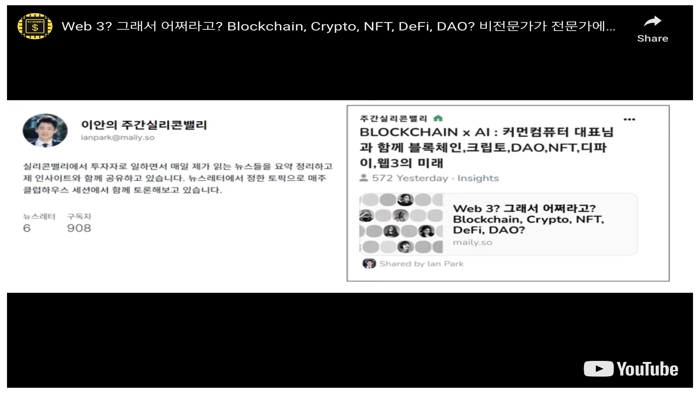 Web 3? 그래서 어쩌라고? Blockchain, Crypto, NFT, DeFi, DAO? 비전문가가 전문가에...
Share
이안의 주간실리콘밸리
ianpark@maily.so
실리콘밸리에서 투자자로 일하면서 매일 제가 읽는 뉴스들을 요약 정리하고
제 인사이트와 함께 공유하고 있습니다. 뉴스레터에서 정한 토픽으로 매주
클럽하우스 세션에서 함께 토론해보고 있습니다.
뉴스레터 구독자
6 908
주간실리콘밸리
BLOCKCHAIN x AI : 커먼컴퓨터 대표님
과 함께 블록체인,크립토,DAO,NFT,디파
이,웹3의 미래
572 Yesterday · Insights
Web 3? 그래서 어쩌라고?
Blockchain, Crypto, NFT,
DeFi, DAO?
maily.so
Shared by Ian Park
YouTube